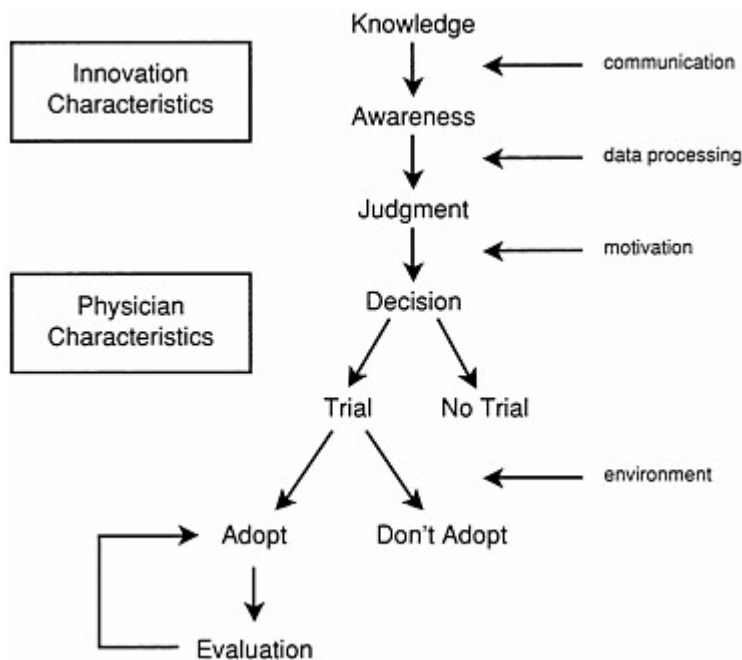 Knowledge
Innovation
Characteristics
communication
Awareness
data processing
Judgment
motivation
Physician
Characteristics
Decision
Trial
No Trial
environment
Adopt
Don't Adopt
Evaluation